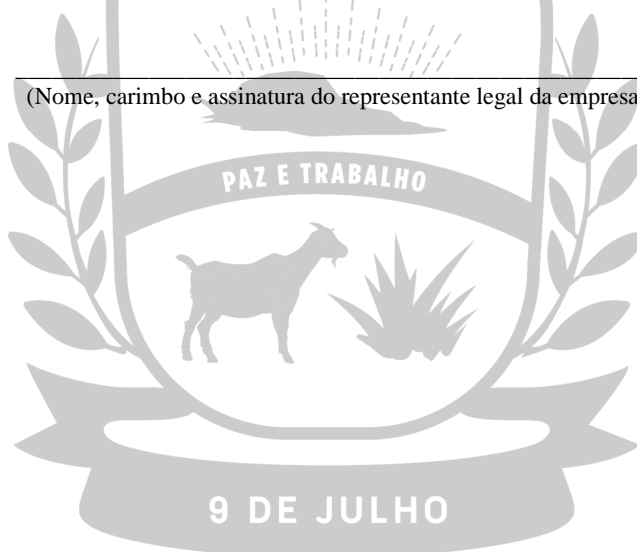 (Nome, carimbo e assinatura do representante legal da empresa
PAZ E TRABALHO
9 DE JULHO